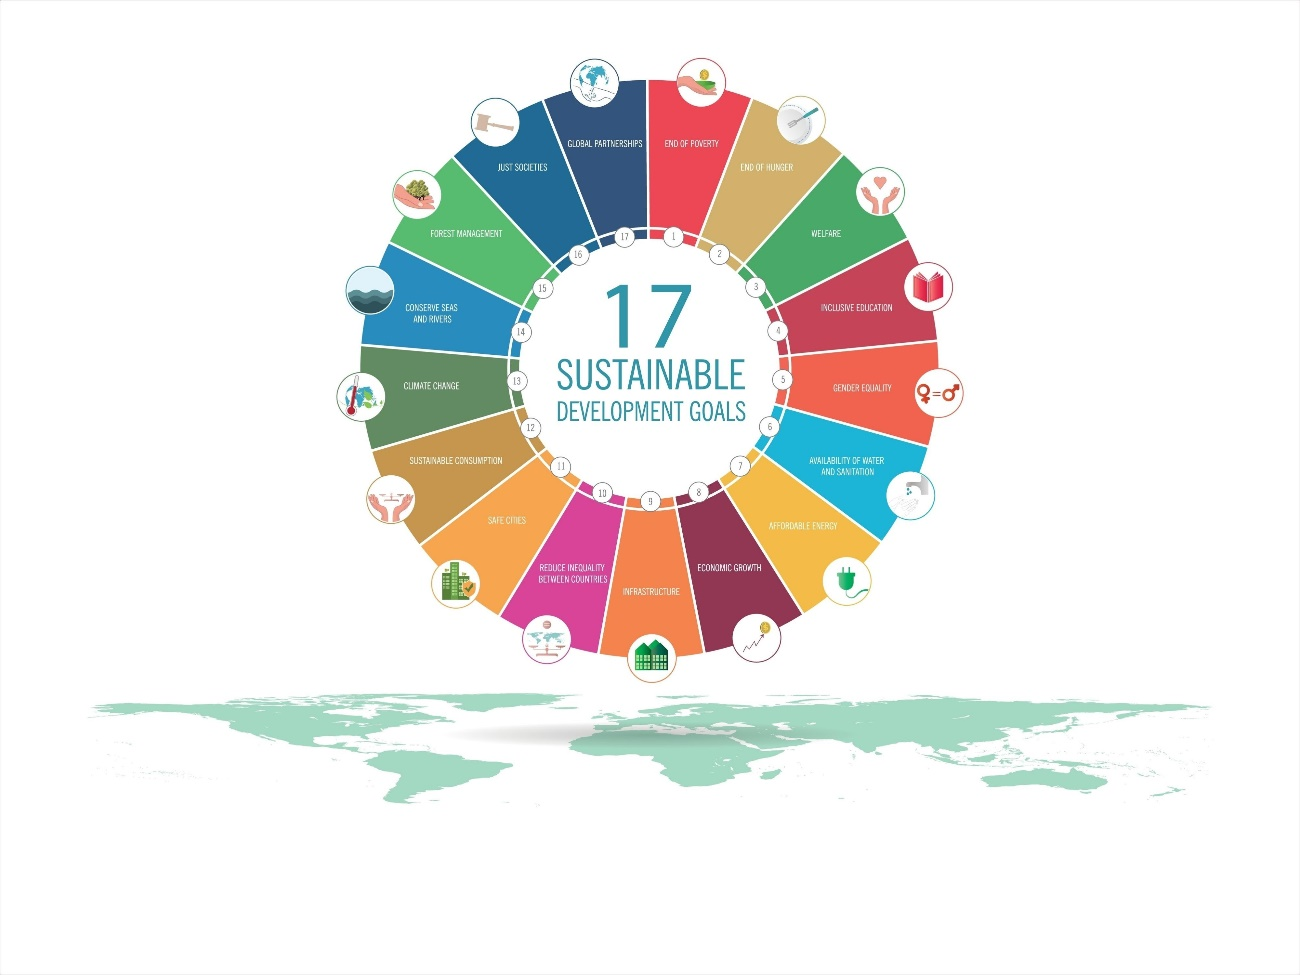 17
SUSTAINABLE
DEVELOPMENT GOALS
END OF POVERTY
1
END OF HUNGER
2
WELFARE
3
INCLUSIVE EDUCATION
4
GENDER EQUALITY
5
AVAILABILITY OF WATER
AND SANITATION
6
AFFORDABLE ENERGY
7
ECONOMIC GROWTH
8
INFRASTRUCTURE
9
REDUCE INEQUALITY
BETWEEN COUNTRIES
10
SAFE CITIES
11
SUSTAINABLE CONSUMPTION
12
CLIMATE CHANGE
13
CONSERVE SEAS
AND RIVERS
14
FOREST MANAGEMENT
15
JUST SOCIETIES
16
GLOBAL PARTNERSHIPS
17